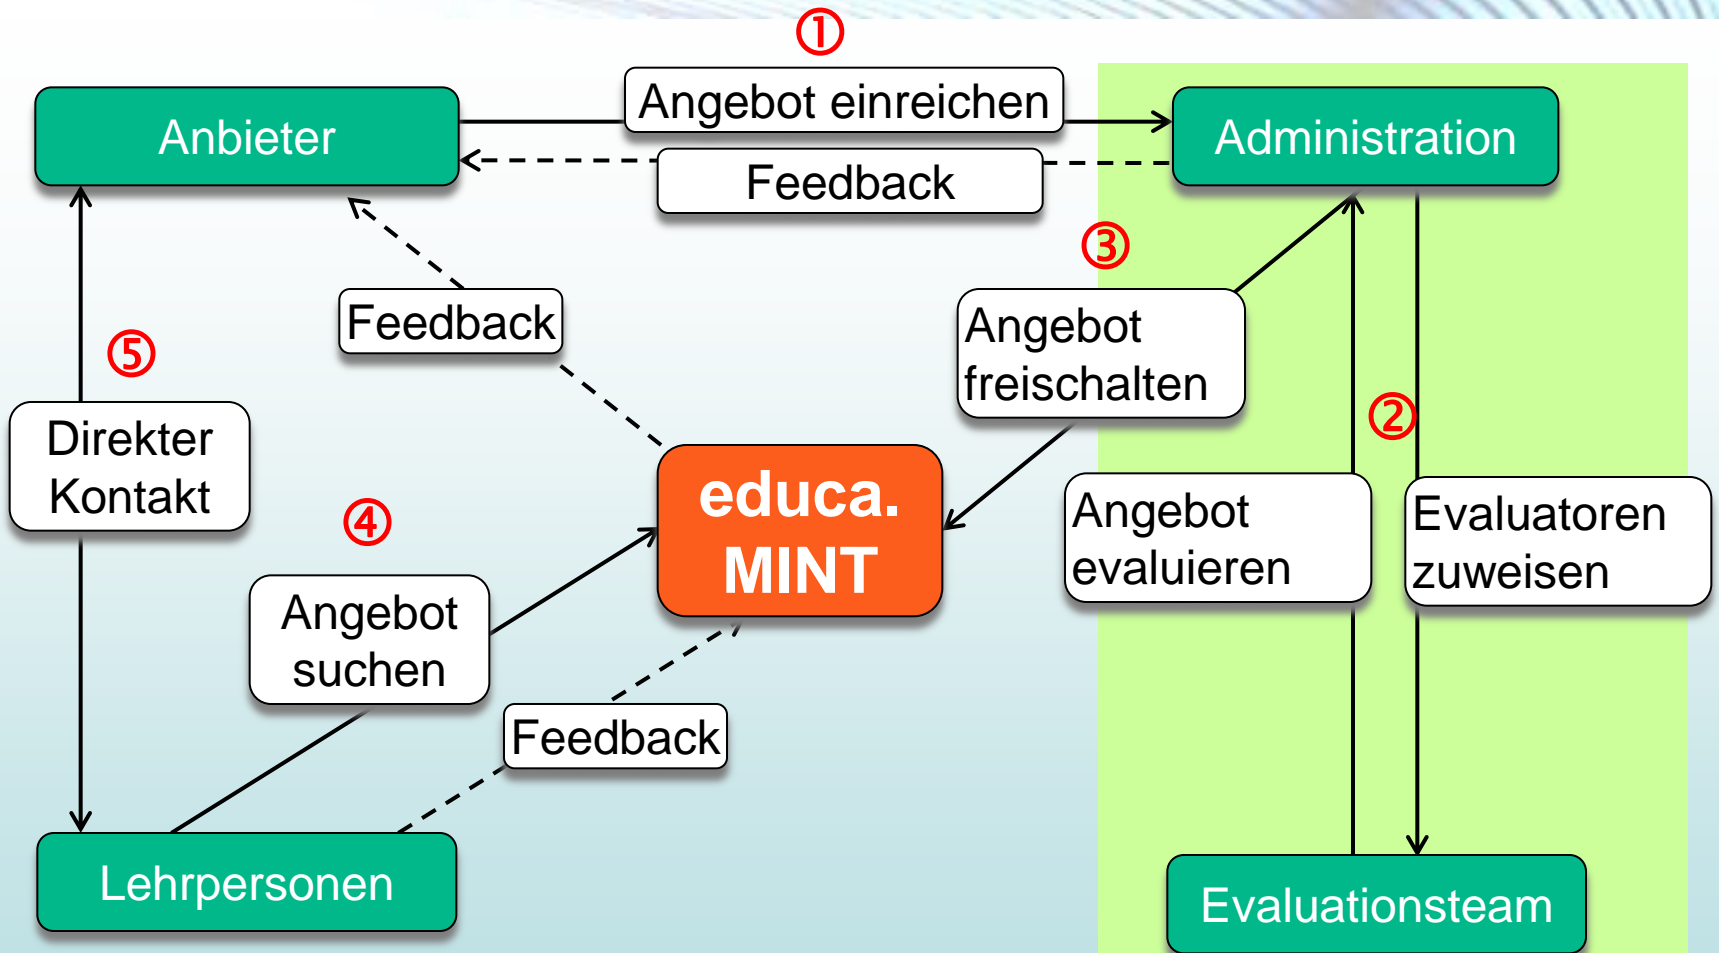 ①
Angebot einreichen
Anbieter
Administration
Feedback
③
Feedback
Angebot
freischalten
⑤
②
Direkter
Kontakt
educa.
MINT
④
Angebot
evaluieren
Evaluatoren
zuweisen
Angebot
suchen
Feedback
Lehrpersonen
Evaluationsteam